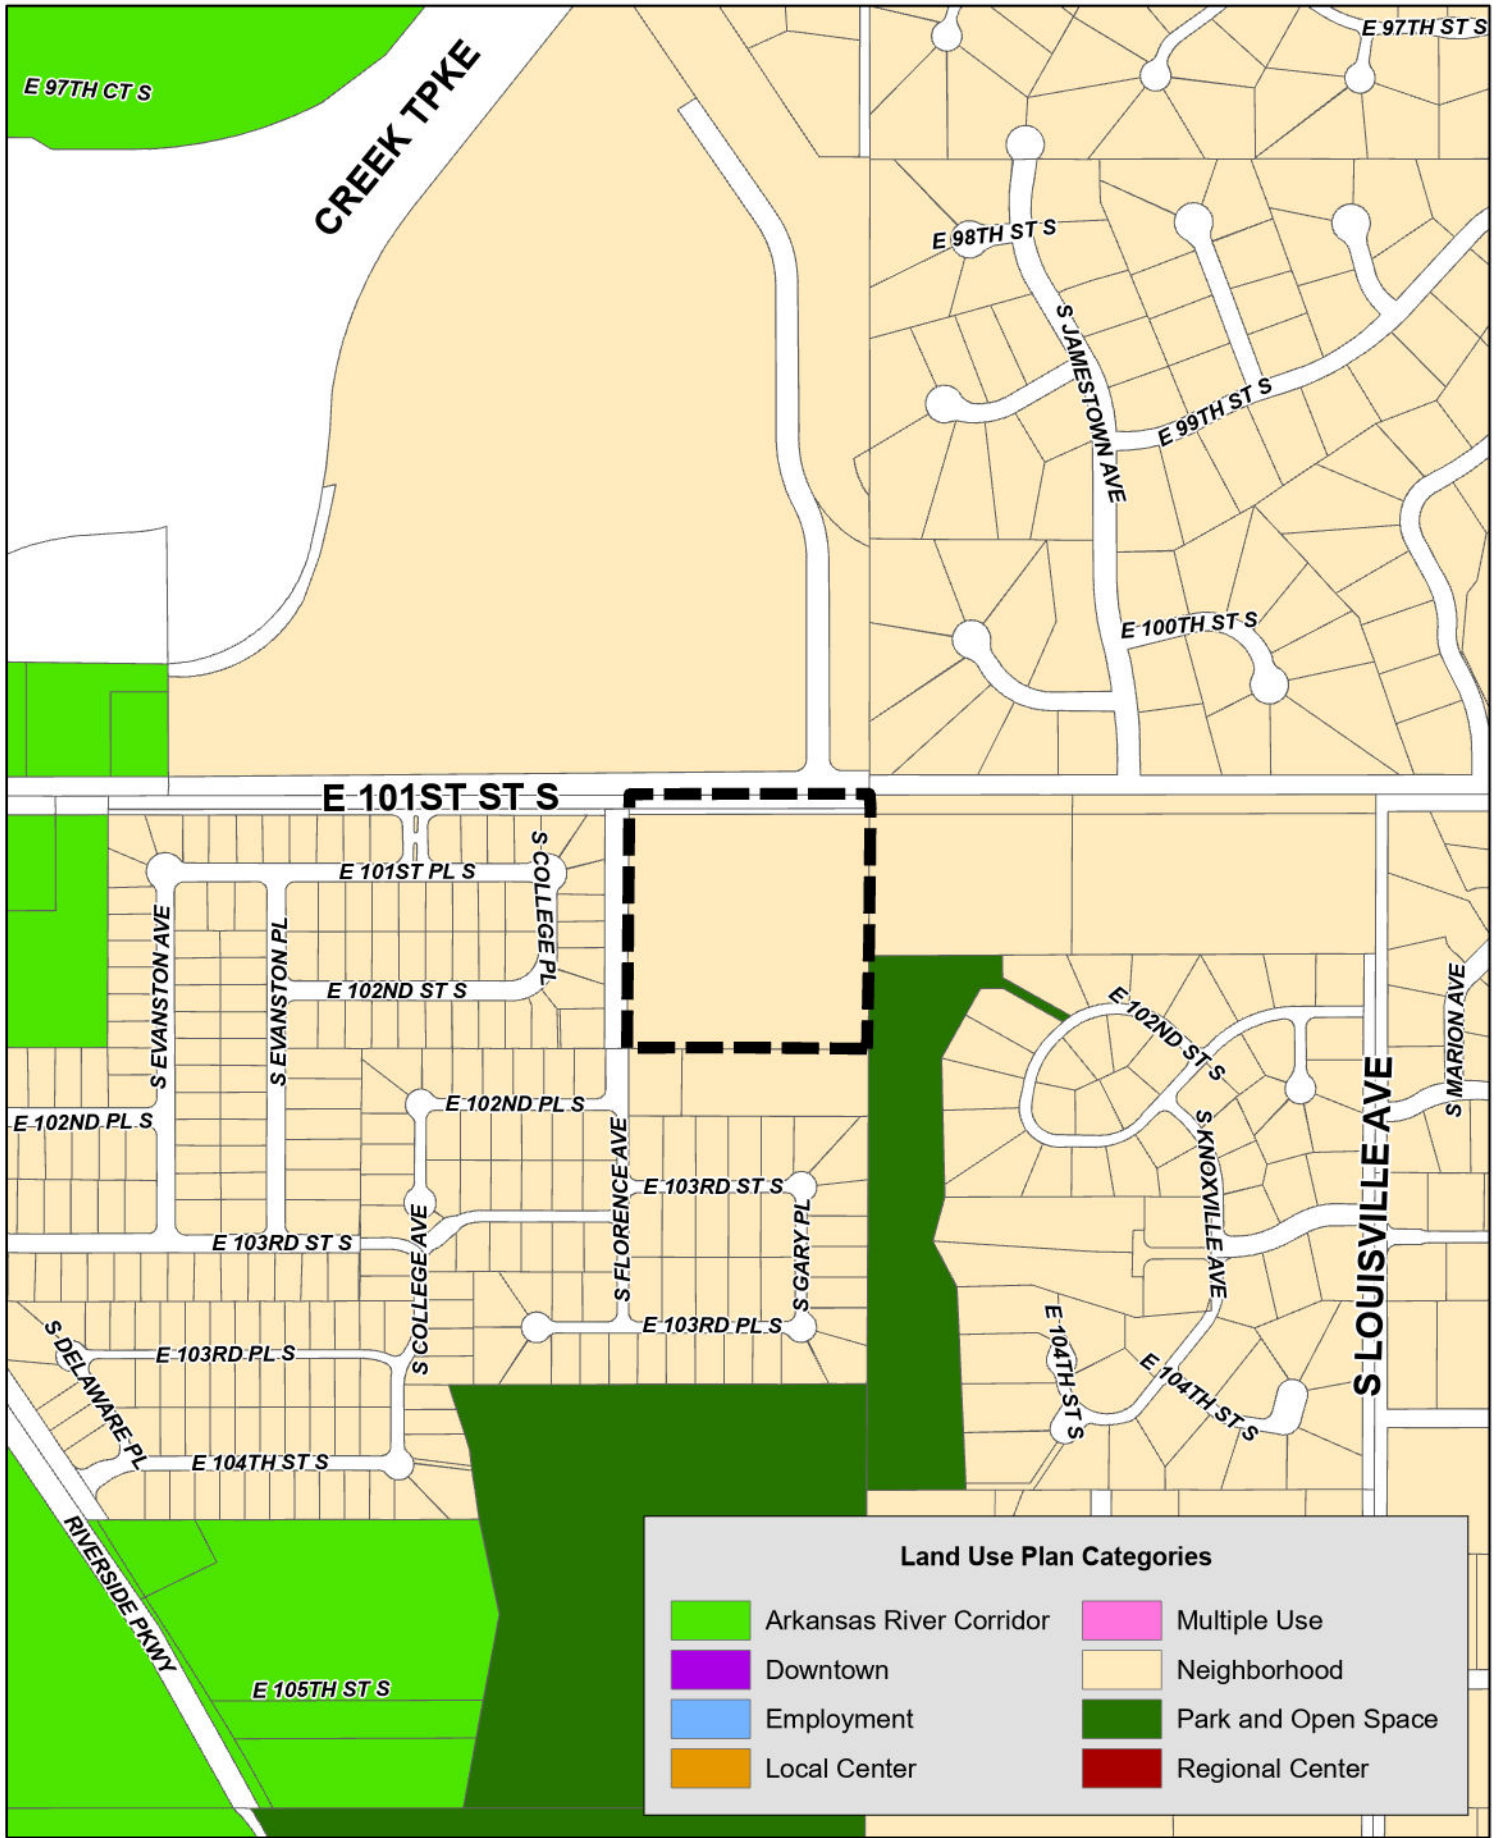 E 97TH ST S
E 97TH CT S
CREEK TPKE
E 98TH ST S
S JAMESTOWN AVE
E 99TH ST S
E 100TH ST S
E 101ST ST S
S COLLEGE PL
E 101ST PL S
S EVANSTON AVE
S EVANSTON PL
E 102ND ST S
E 102ND ST S
S MARION AVE
E 102ND PL S
E 102ND PL S
S FLORENCE AVE
S KNOXVILLE AVE
S LOUISVILLE AVE
E 103RD ST S
S GARY PL
E 103RD ST S
S COLLEGE AVE
E 103RD PL S
S DELAWARE PL
E 103RD PL S
E 104TH ST S
E 104TH ST S
E 104TH ST S
RIVERSIDE PKWY
E 105TH ST S
Land Use Plan Categories
Arkansas River Corridor
Downtown
Employment
Local Center
Multiple Use
Neighborhood
Park and Open Space
Regional Center